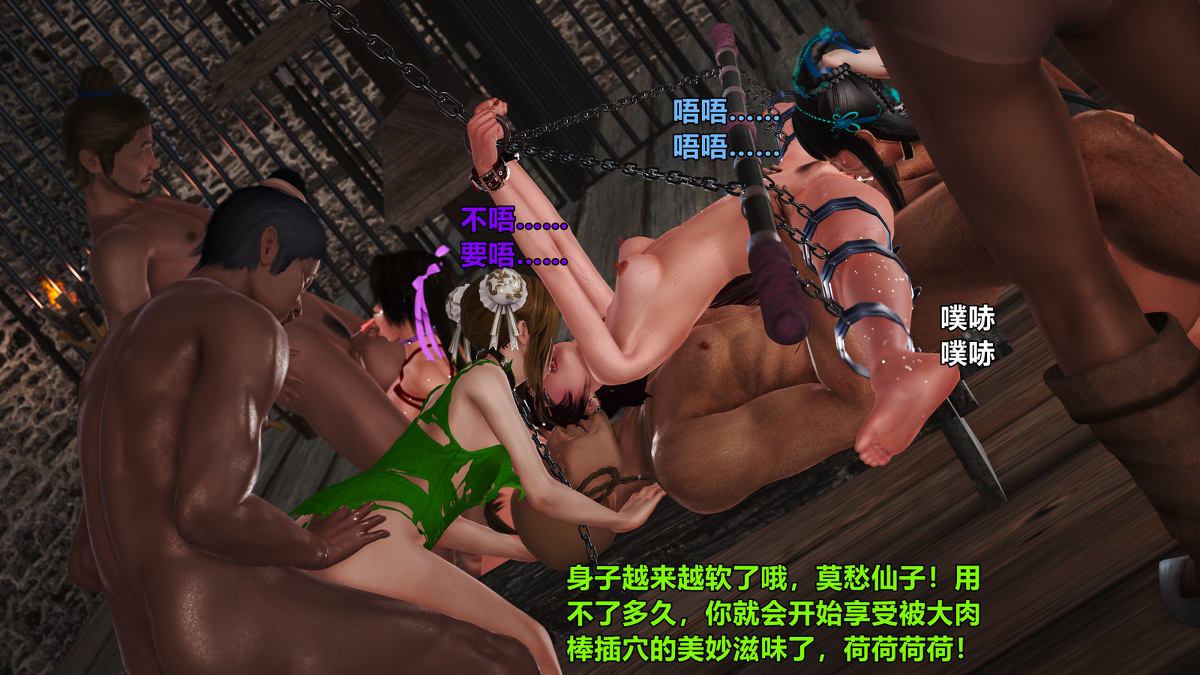 唔唔……
唔唔……
不唔……
要唔……
噗哧
噗哧
身子越来越软了哦，莫愁仙子！用
不了多久，你就会开始享受被大肉
棒插穴的美妙滋味了，荷荷荷荷！